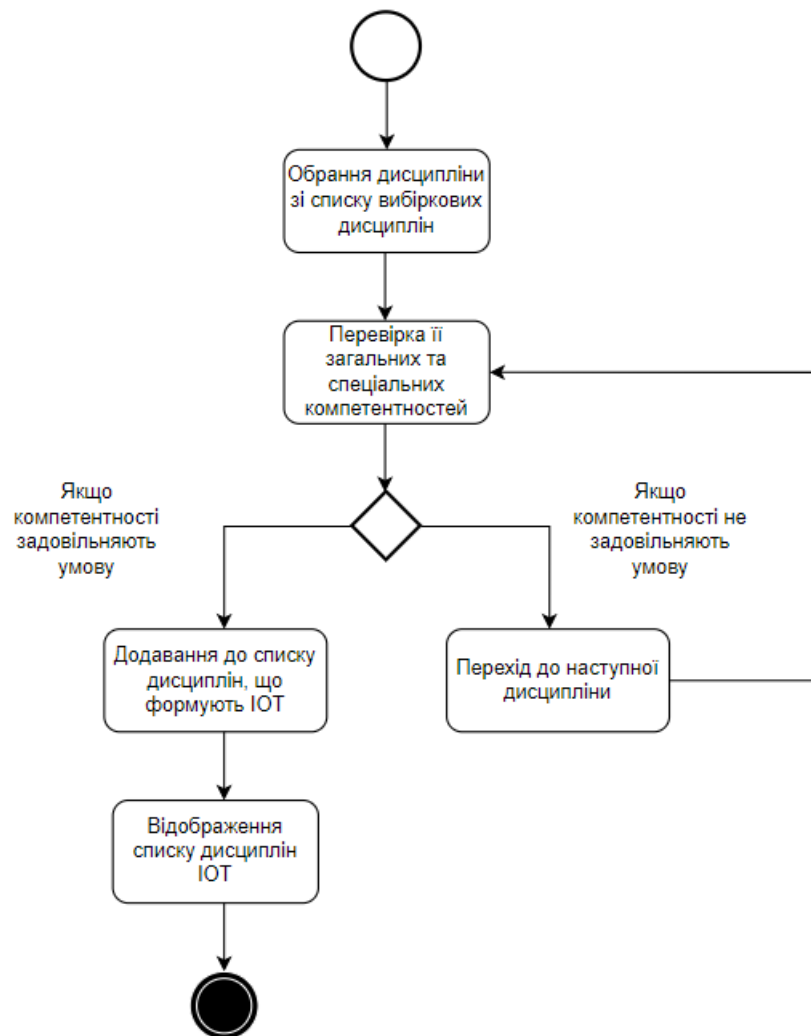 Обрання дисципліни
зі списку вибіркових
дисциплін
Перевірка її
загальних та
спеціальних
компетентностей
Якщо
компетентності
задовільняють
умову
Якщо
компетентності не
задовільняють
умову
Додавання до списку
дисциплін, що
формують ІОТ
Перехід до наступної
дисципліни
Відображення
списку дисциплін
ІОТ